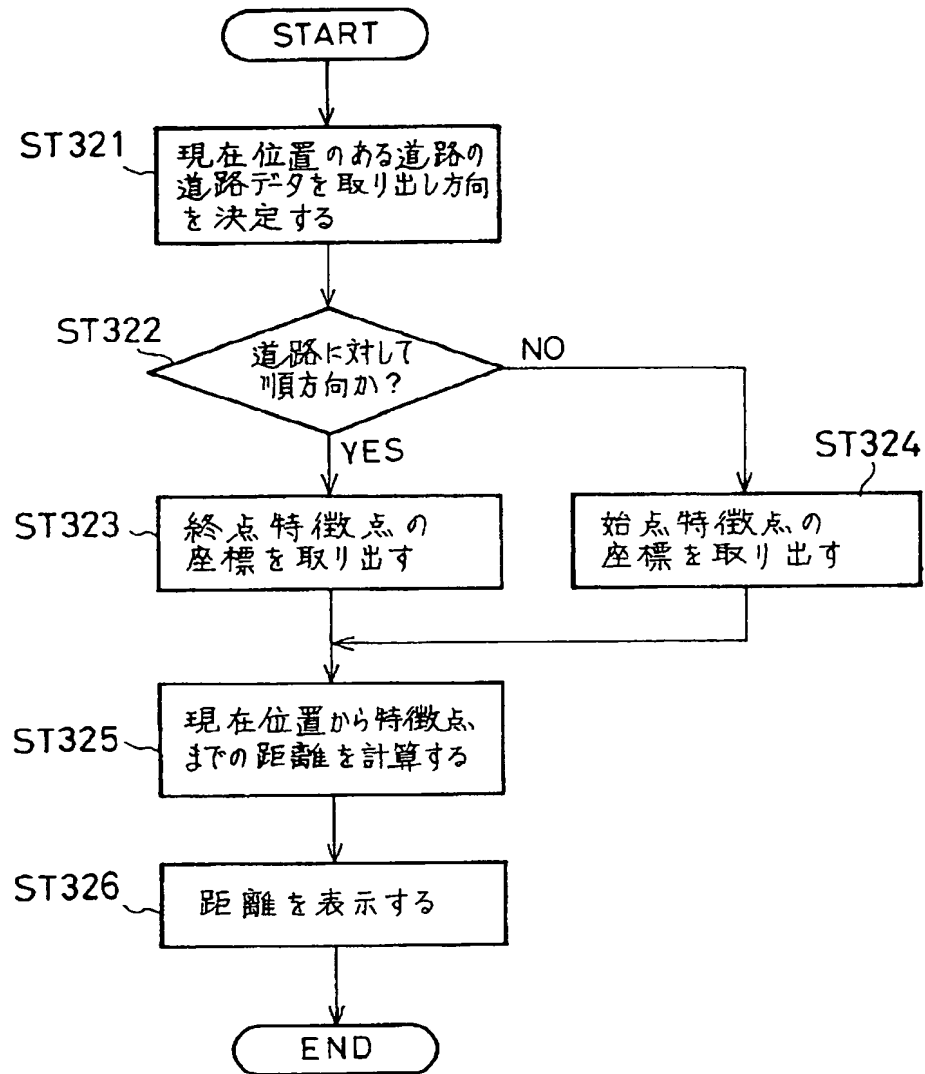 START
ST321
現在位置のある道路の
道路データを取り出し方向
を決定する
ST322
道路に対して
順方向か?
NO
YES
ST323
終点特徴点の
座標を取り出す
ST324
始点特徴点の
座標を取り出す
ST325
現在位置から特徴点
までの距離を計算する
ST326
距離を表示する
END